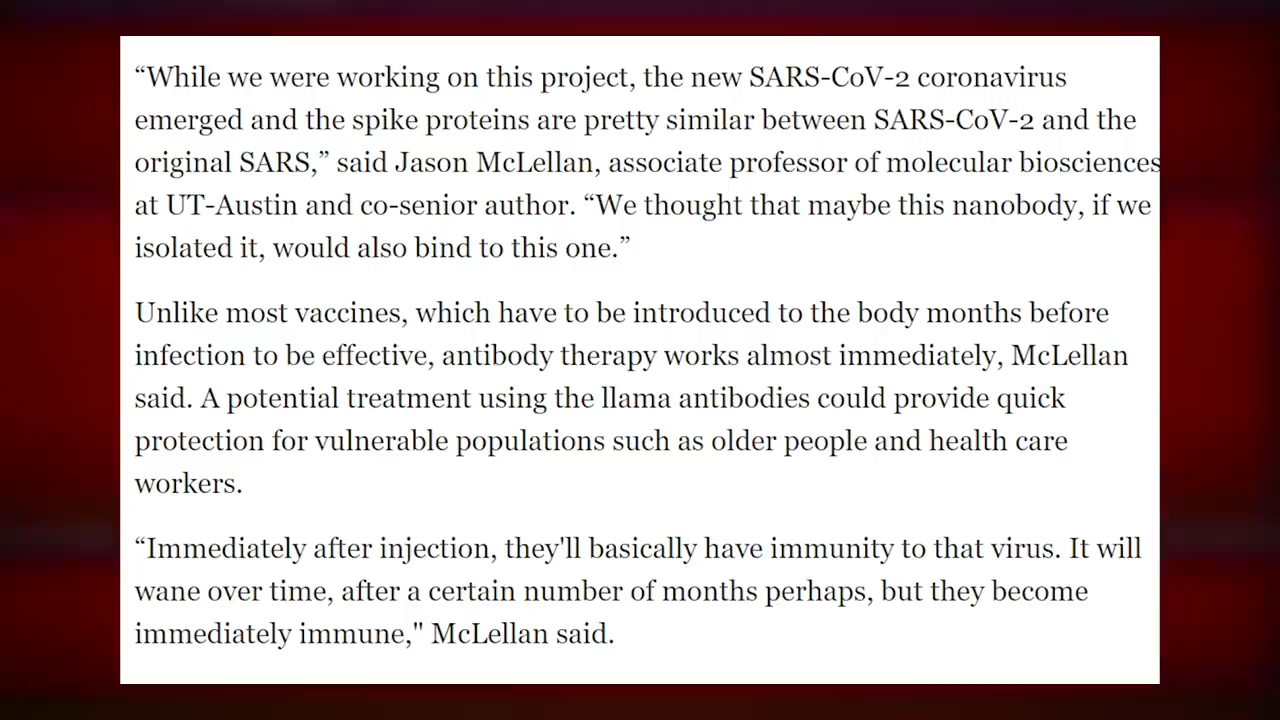 “While we were working on this project, the new SARS-CoV-2 coronavirus
emerged and the spike proteins are pretty similar between SARS-CoV-2 and the
original SARS,” said Jason McLellan, associate professor of molecular biosciences
at UT-Austin and co-senior author. “We thought that maybe this nanobody, if we
isolated it, would also bind to this one.”
Unlike most vaccines, which have to be introduced to the body months before
infection to be effective, antibody therapy works almost immediately, McLellan
said. A potential treatment using the llama antibodies could provide quick
protection for vulnerable populations such as older people and health care
workers.
“Immediately after injection, they'll basically have immunity to that virus. It will
wane over time, after a certain number of months perhaps, but they become
immediately immune," McLellan said.